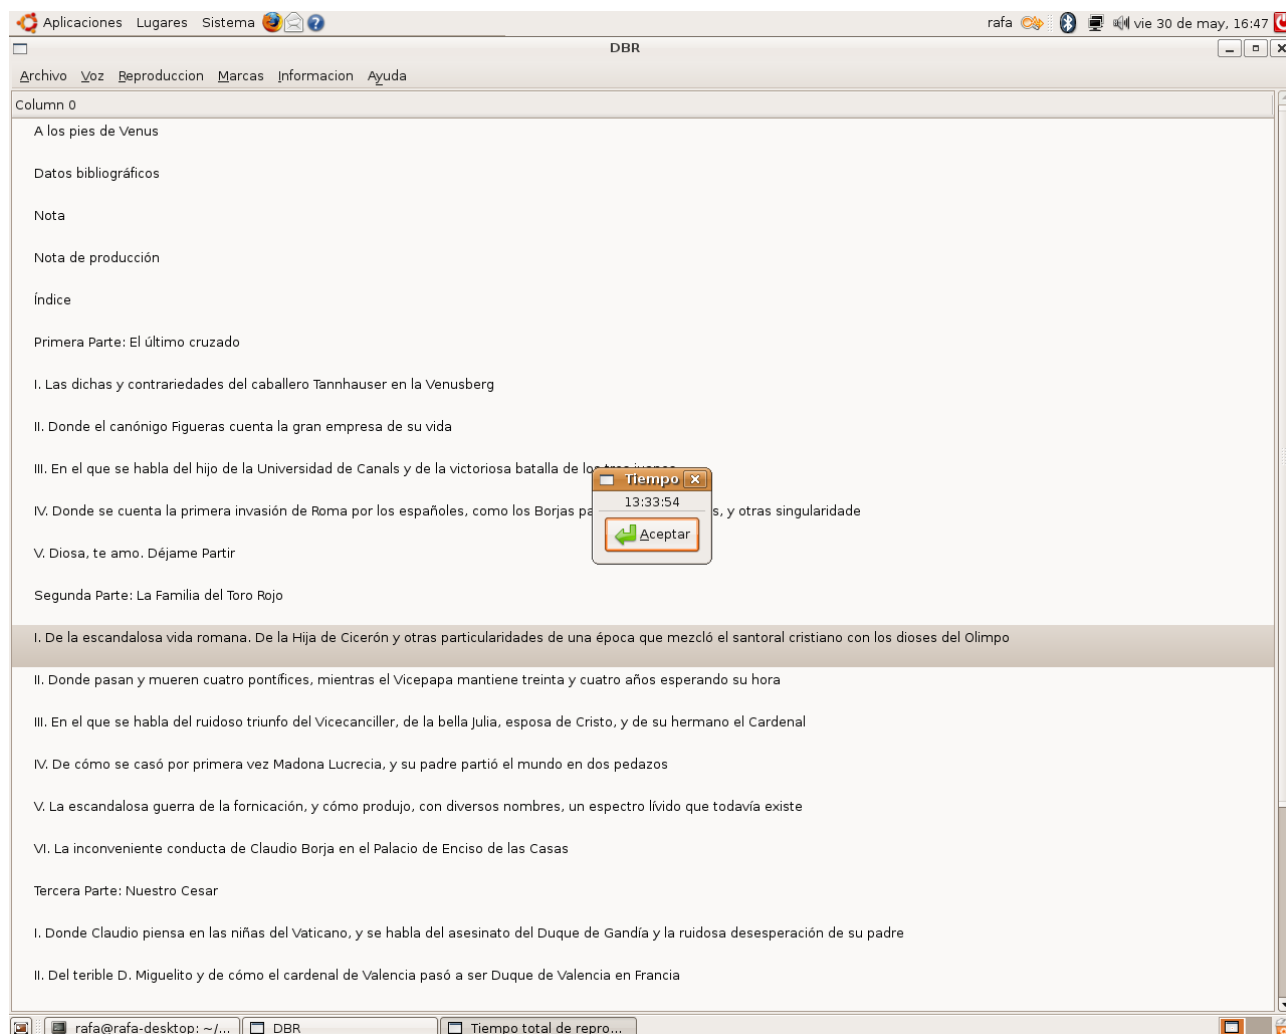 Aplicaciones Lugares Sistema rafa vie 30 de may, 16:47
DBR
Archivo Voz Reproduccion Marcas Informacion Ayuda
Column 0
A los pies de Venus
Datos bibliográficos
Nota
Nota de producción
Índice
Primera Parte: El último cruzado
I. Las dichas y contrariedades del caballero Tannhauser en la Venusberg
II. Donde el canónigo Figueras cuenta la gran empresa de su vida
III. En el que se habla del hijo de la Universidad de Canals y de la victoriosa batalla de los
Tiempo
13:33:54
Aceptar
IV. Donde se cuenta la primera invasión de Roma por los españoles, como los Borjas pa s, y otras singularidade
V. Diosa, te amo. Déjame Partir
Segunda Parte: La Familia del Toro Rojo
I. De la escandalosa vida romana. De la Hija de Cicerón y otras particularidades de una época que mezcló el santoral cristiano con los dioses del Olimpo
II. Donde pasan y mueren cuatro pontífices, mientras el Vicepapa mantiene treinta y cuatro años esperando su hora
III. En el que se habla del ruidoso triunfo del Vicecanciller, de la bella Julia, esposa de Cristo, y de su hermano el Cardenal
IV. De cómo se casó por primera vez Madona Lucrecia, y su padre partió el mundo en dos pedazos
V. La escandalosa guerra de la fornicación, y cómo produjo, con diversos nombres, un espectro lívido que todavía existe
VI. La inconveniente conducta de Claudio Borja en el Palacio de Enciso de las Casas
Tercera Parte: Nuestro Cesar
I. Donde Claudio piensa en las niñas del Vaticano, y se habla del asesinato del Duque de Gandía y la ruidosa desesperación de su padre
II. Del terible D. Miguelito y de cómo el cardenal de Valencia pasó a ser Duque de Valencia en Francia
rafa@rafa-desktop: ~/... DBR Tiempo total de repro...